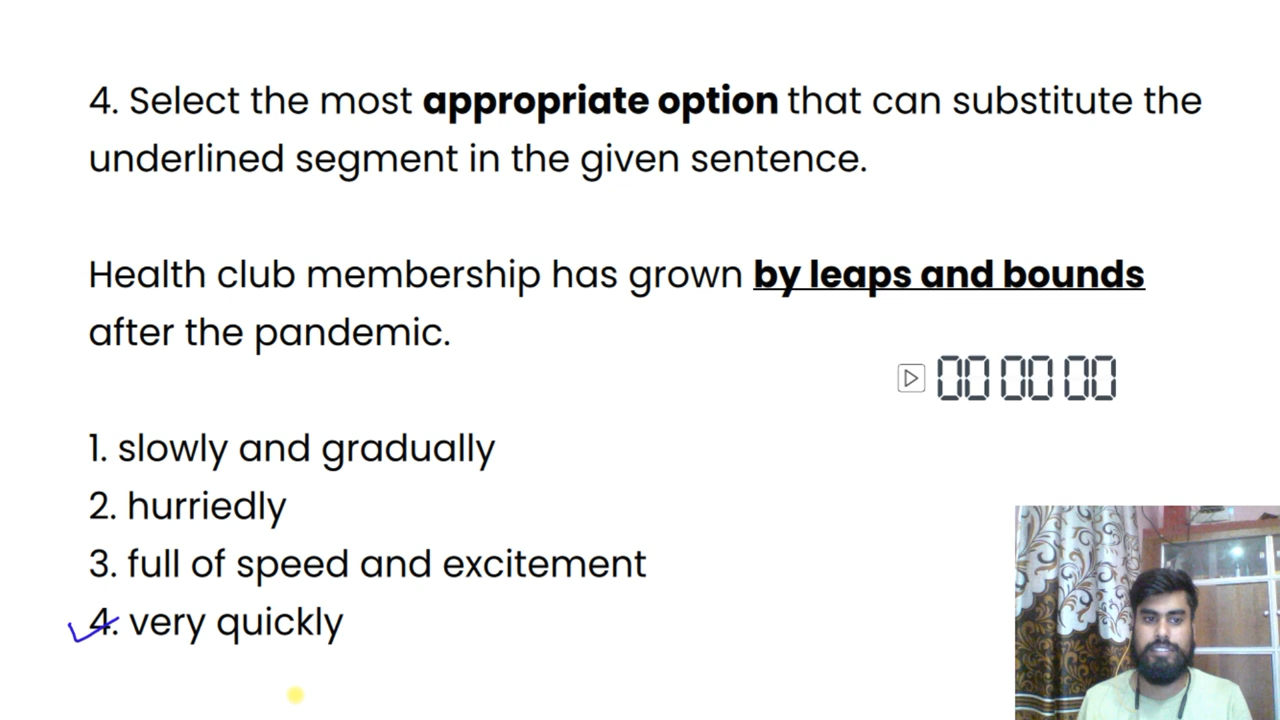 4. Select the most appropriate option that can substitute the
underlined segment in the given sentence.
Health club membership has grown by leaps and bounds
after the pandemic.
00 00 00
1. slowly and gradually
2. hurriedly
3. full of speed and excitement
4. very quickly